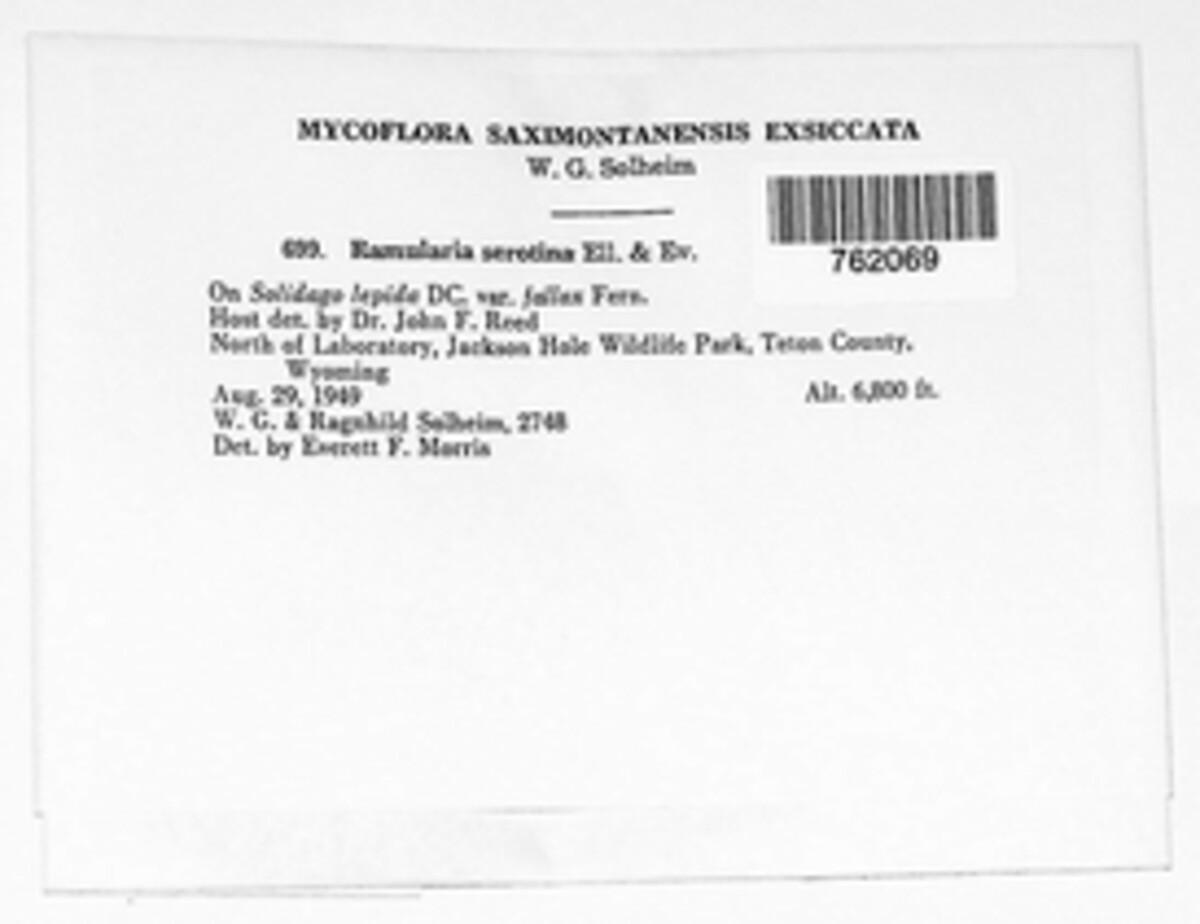 MYCOFLORA SAXIMONTANENSIS EXSICCATA
W. G. Solheim
699. Ramularia serotina Ell. & Ev.
762069
On Solidago lepida DC. var. fallax Fern.
Host det. by Dr. John F. Reed
North of Laboratory, Jackson Hole Wildlife Park, Teton County,
Wyoming
Aug. 29, 1949 Alt. 6,800 ft.
W. G. & Ragnhild Solheim, 2748
Det. by Everett F. Morris